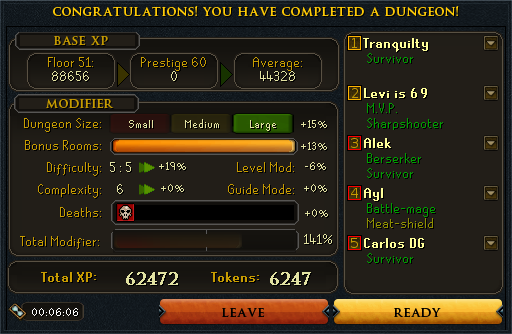 CONGRATULATIONS! YOU HAVE COMPLETED A DUNGEON!
BASE XP
Floor 51: 88656
Prestige 60 0
Average: 44328
MODIFIER
Dungeon Size: Small Medium Large +15%
Bonus Rooms: +13%
Difficulty: 5 : 5 +19% Level Mod: -6%
Complexity: 6 +0% Guide Mode: +0%
Deaths: +0%
Total Modifier: 141%
Total XP: 62472 Tokens: 6247
1 Tranquility
Survivor
2 Levi is 69
M.V.P.
Sharpshooter
3 Alek
Berserker
Survivor
4 Ayl
Battle-mage
Meat-shield
5 Carlos DG
Survivor
00:06:06
LEAVE
READY